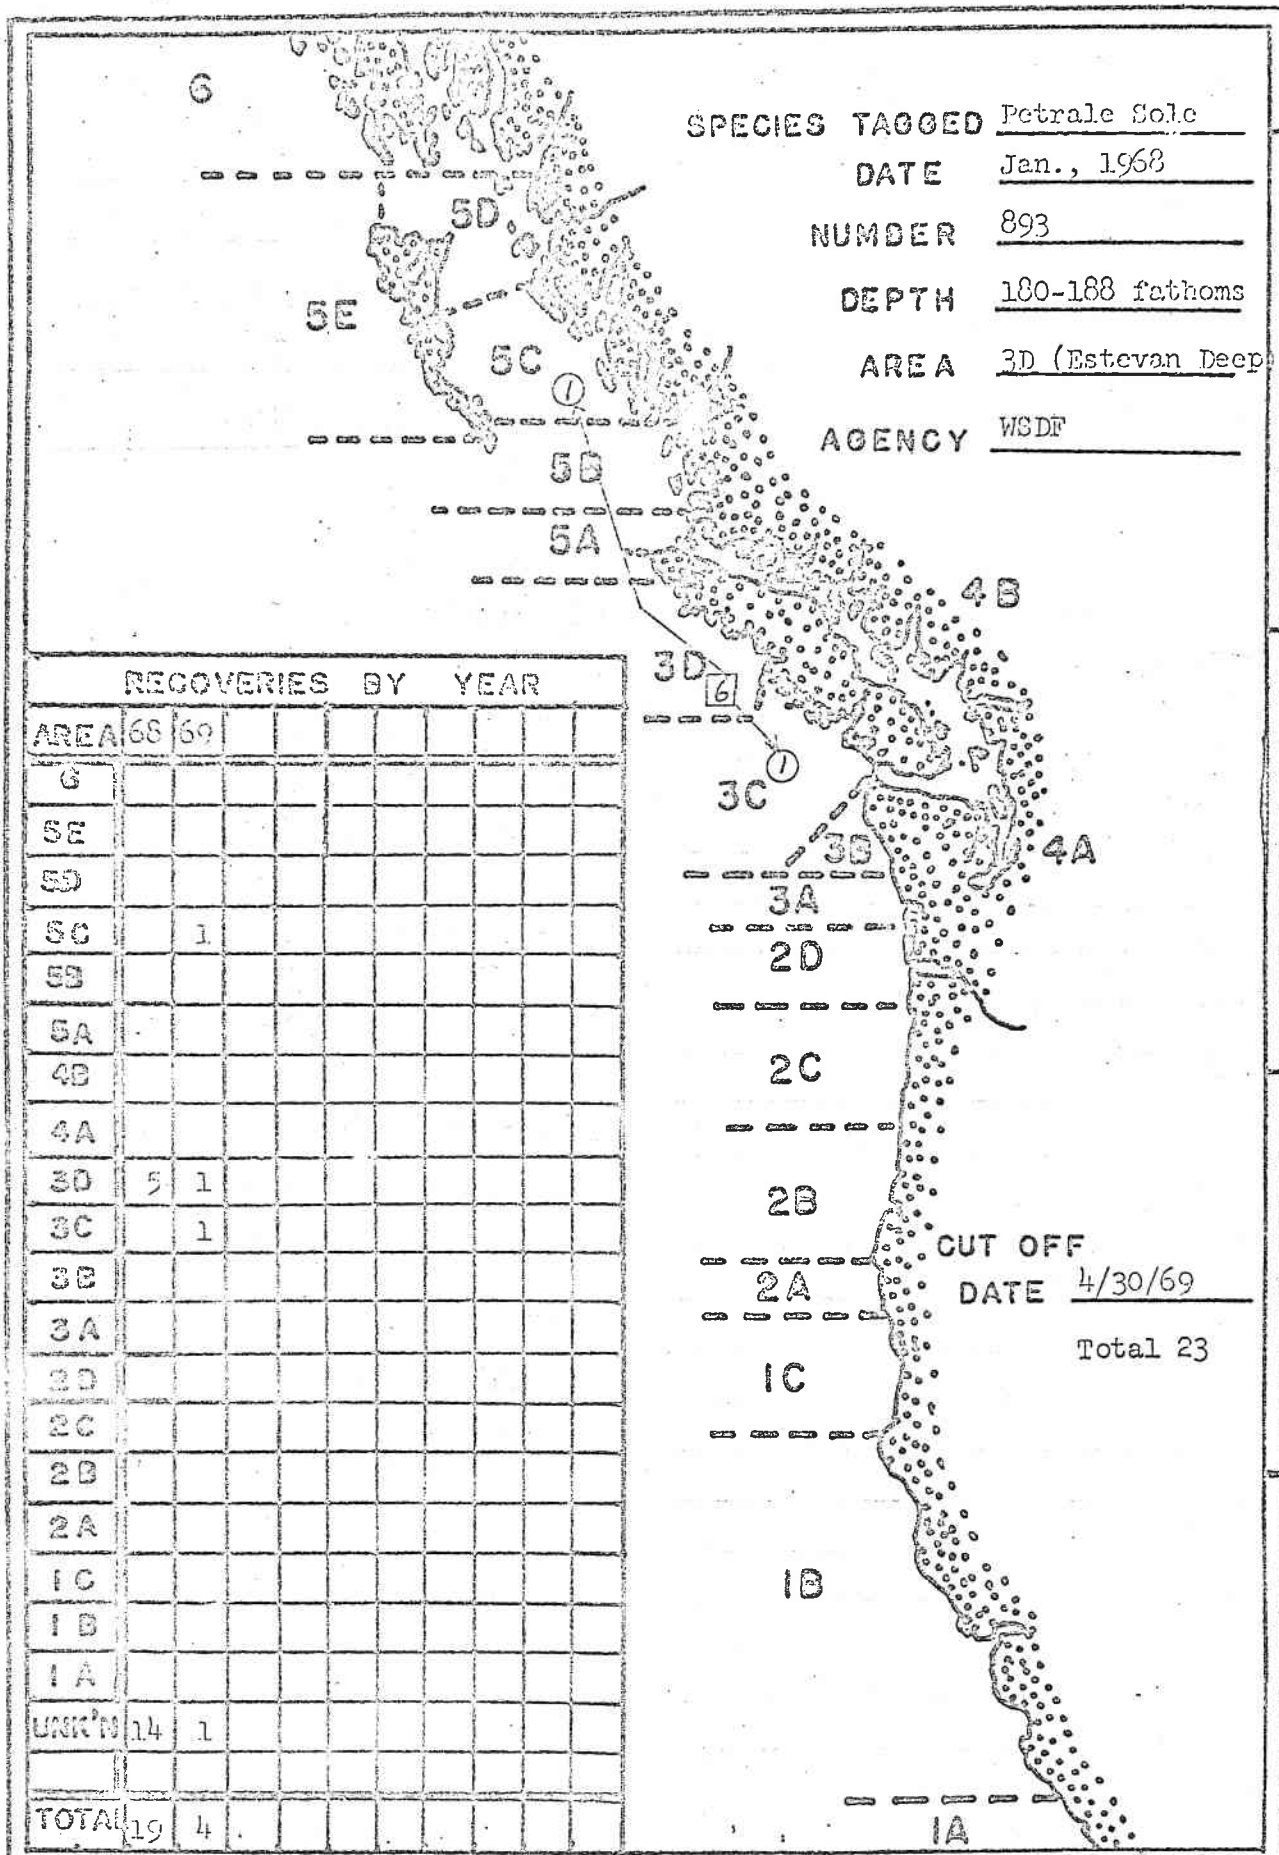 6
SPECIES TAGGED Petrale Sole
DATE Jan., 1968
5D
NUMBER 893
5E
DEPTH 180-188 fathoms
5C
AREA 3D (Estevan Deep
1
AGENCY WSDF
5B
5A
4B
3D
6
1
3C
3B
4A
3A
2D
2C
2B
CUT OFF
2A
DATE 4/30/69
Total 23
1C
1B
1A
RECOVERIES BY YEAR
AREA 68 69
6
5E
5D
5C 1
5B
5A
4B
4A
3D 5 1
3C 1
3B
3A
2D
2C
2B
2A
1C
1B
1A
UNK'N 14 1
TOTAL 19 4